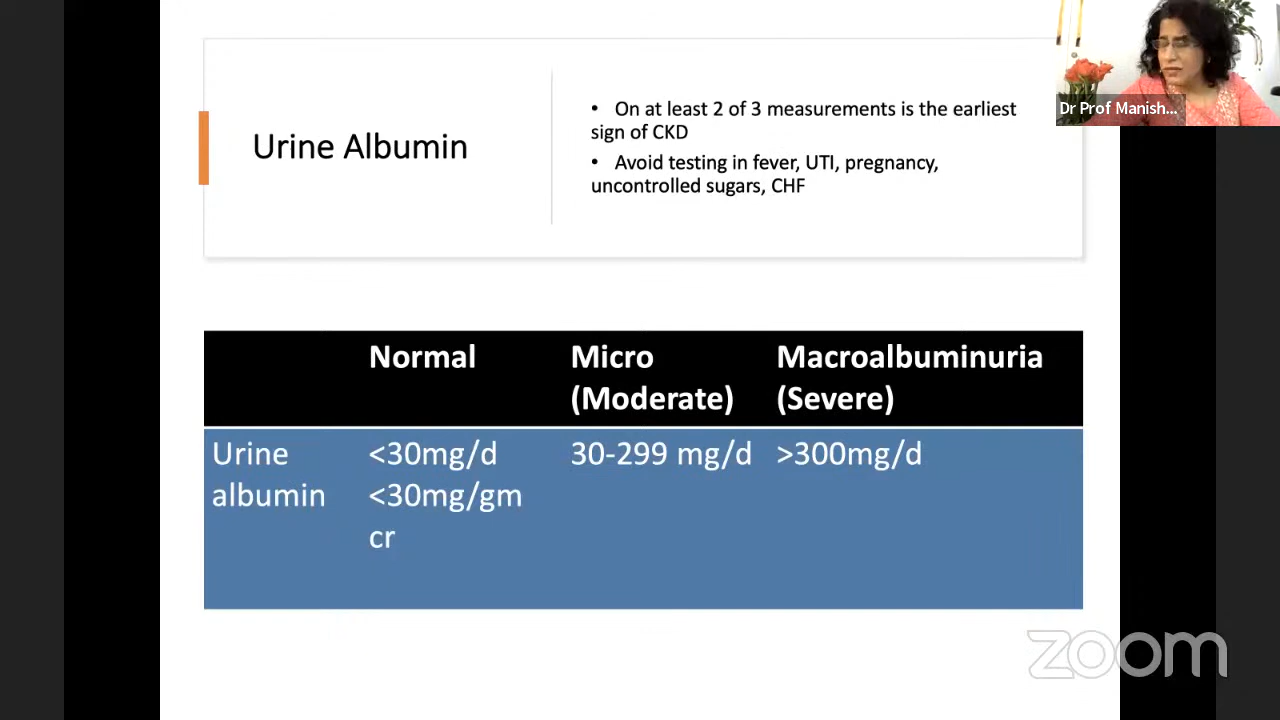 Urine Albumin
• On at least 2 of 3 measurements is the earliest
sign of CKD
• Avoid testing in fever, UTI, pregnancy,
uncontrolled sugars, CHF
Dr Prof Manish...
Normal
Micro
(Moderate)
Macroalbuminuria
(Severe)
Urine
albumin
<30mg/d
<30mg/gm
cr
30-299 mg/d
>300mg/d
zoom